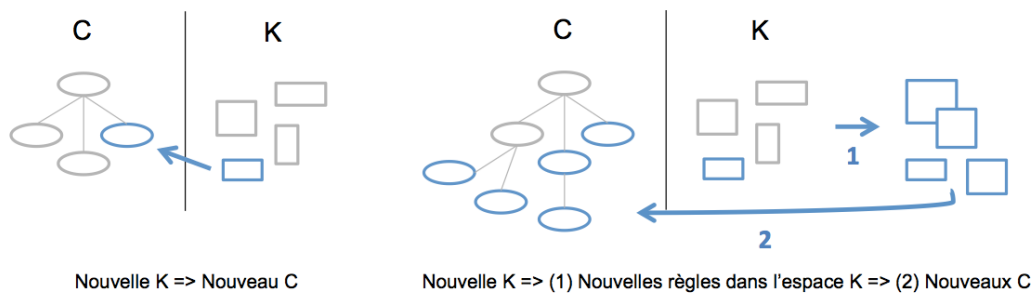 C K
C K
1
2
Nouvelle K => Nouveau C
Nouvelle K => (1) Nouvelles règles dans l'espace K => (2) Nouveaux C